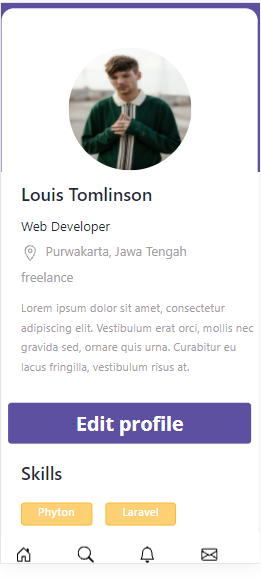 Louis Tomlinson
Web Developer
Purwakarta, Jawa Tengah
freelance
Lorem ipsum dolor sit amet, consectetur
adipiscing elit. Vestibulum erat orci, mollis nec
gravida sed, ornare quis urna. Curabitur eu
lacus fringilla, vestibulum risus at.
Edit profile
Skills
Phyton Laravel